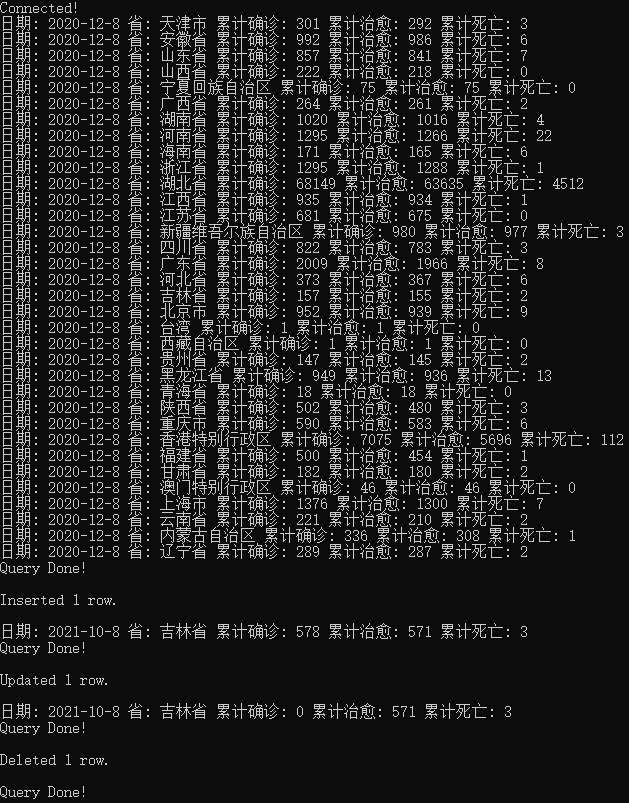 Connected!
日期: 2020-12-8 省: 天津市 累计确诊: 301 累计治愈: 292 累计死亡: 3
日期: 2020-12-8 省: 安徽省 累计确诊: 992 累计治愈: 986 累计死亡: 6
日期: 2020-12-8 省: 山东省 累计确诊: 857 累计治愈: 841 累计死亡: 7
日期: 2020-12-8 省: 山西省 累计确诊: 222 累计治愈: 218 累计死亡: 0
日期: 2020-12-8 省: 宁夏回族自治区 累计确诊: 75 累计治愈: 75 累计死亡: 0
日期: 2020-12-8 省: 广西省 累计确诊: 264 累计治愈: 261 累计死亡: 2
日期: 2020-12-8 省: 湖南省 累计确诊: 1020 累计治愈: 1016 累计死亡: 4
日期: 2020-12-8 省: 河南省 累计确诊: 1295 累计治愈: 1266 累计死亡: 22
日期: 2020-12-8 省: 海南省 累计确诊: 171 累计治愈: 165 累计死亡: 6
日期: 2020-12-8 省: 浙江省 累计确诊: 1295 累计治愈: 1288 累计死亡: 1
日期: 2020-12-8 省: 湖北省 累计确诊: 68149 累计治愈: 63635 累计死亡: 4512
日期: 2020-12-8 省: 江西省 累计确诊: 935 累计治愈: 934 累计死亡: 1
日期: 2020-12-8 省: 江苏省 累计确诊: 681 累计治愈: 675 累计死亡: 0
日期: 2020-12-8 省: 新疆维吾尔族自治区 累计确诊: 980 累计治愈: 977 累计死亡: 3
日期: 2020-12-8 省: 四川省 累计确诊: 822 累计治愈: 783 累计死亡: 3
日期: 2020-12-8 省: 广东省 累计确诊: 2009 累计治愈: 1966 累计死亡: 8
日期: 2020-12-8 省: 河北省 累计确诊: 373 累计治愈: 367 累计死亡: 6
日期: 2020-12-8 省: 吉林省 累计确诊: 157 累计治愈: 155 累计死亡: 2
日期: 2020-12-8 省: 北京市 累计确诊: 952 累计治愈: 939 累计死亡: 9
日期: 2020-12-8 省: 台湾 累计确诊: 1 累计治愈: 1 累计死亡: 0
日期: 2020-12-8 省: 西藏自治区 累计确诊: 1 累计治愈: 1 累计死亡: 0
日期: 2020-12-8 省: 贵州省 累计确诊: 147 累计治愈: 145 累计死亡: 2
日期: 2020-12-8 省: 黑龙江省 累计确诊: 949 累计治愈: 936 累计死亡: 13
日期: 2020-12-8 省: 青海省 累计确诊: 18 累计治愈: 18 累计死亡: 0
日期: 2020-12-8 省: 陕西省 累计确诊: 502 累计治愈: 480 累计死亡: 3
日期: 2020-12-8 省: 重庆市 累计确诊: 590 累计治愈: 583 累计死亡: 6
日期: 2020-12-8 省: 香港特别行政区 累计确诊: 7075 累计治愈: 5696 累计死亡: 112
日期: 2020-12-8 省: 福建省 累计确诊: 500 累计治愈: 454 累计死亡: 1
日期: 2020-12-8 省: 甘肃省 累计确诊: 182 累计治愈: 180 累计死亡: 2
日期: 2020-12-8 省: 澳门特别行政区 累计确诊: 46 累计治愈: 46 累计死亡: 0
日期: 2020-12-8 省: 上海市 累计确诊: 1376 累计治愈: 1300 累计死亡: 7
日期: 2020-12-8 省: 云南省 累计确诊: 221 累计治愈: 210 累计死亡: 2
日期: 2020-12-8 省: 内蒙古自治区 累计确诊: 336 累计治愈: 308 累计死亡: 1
日期: 2020-12-8 省: 辽宁省 累计确诊: 289 累计治愈: 287 累计死亡: 2
Query Done!
Inserted 1 row.
日期: 2021-10-8 省: 吉林省 累计确诊: 578 累计治愈: 571 累计死亡: 3
Query Done!
Updated 1 row.
日期: 2021-10-8 省: 吉林省 累计确诊: 0 累计治愈: 571 累计死亡: 3
Query Done!
Deleted 1 row.
Query Done!